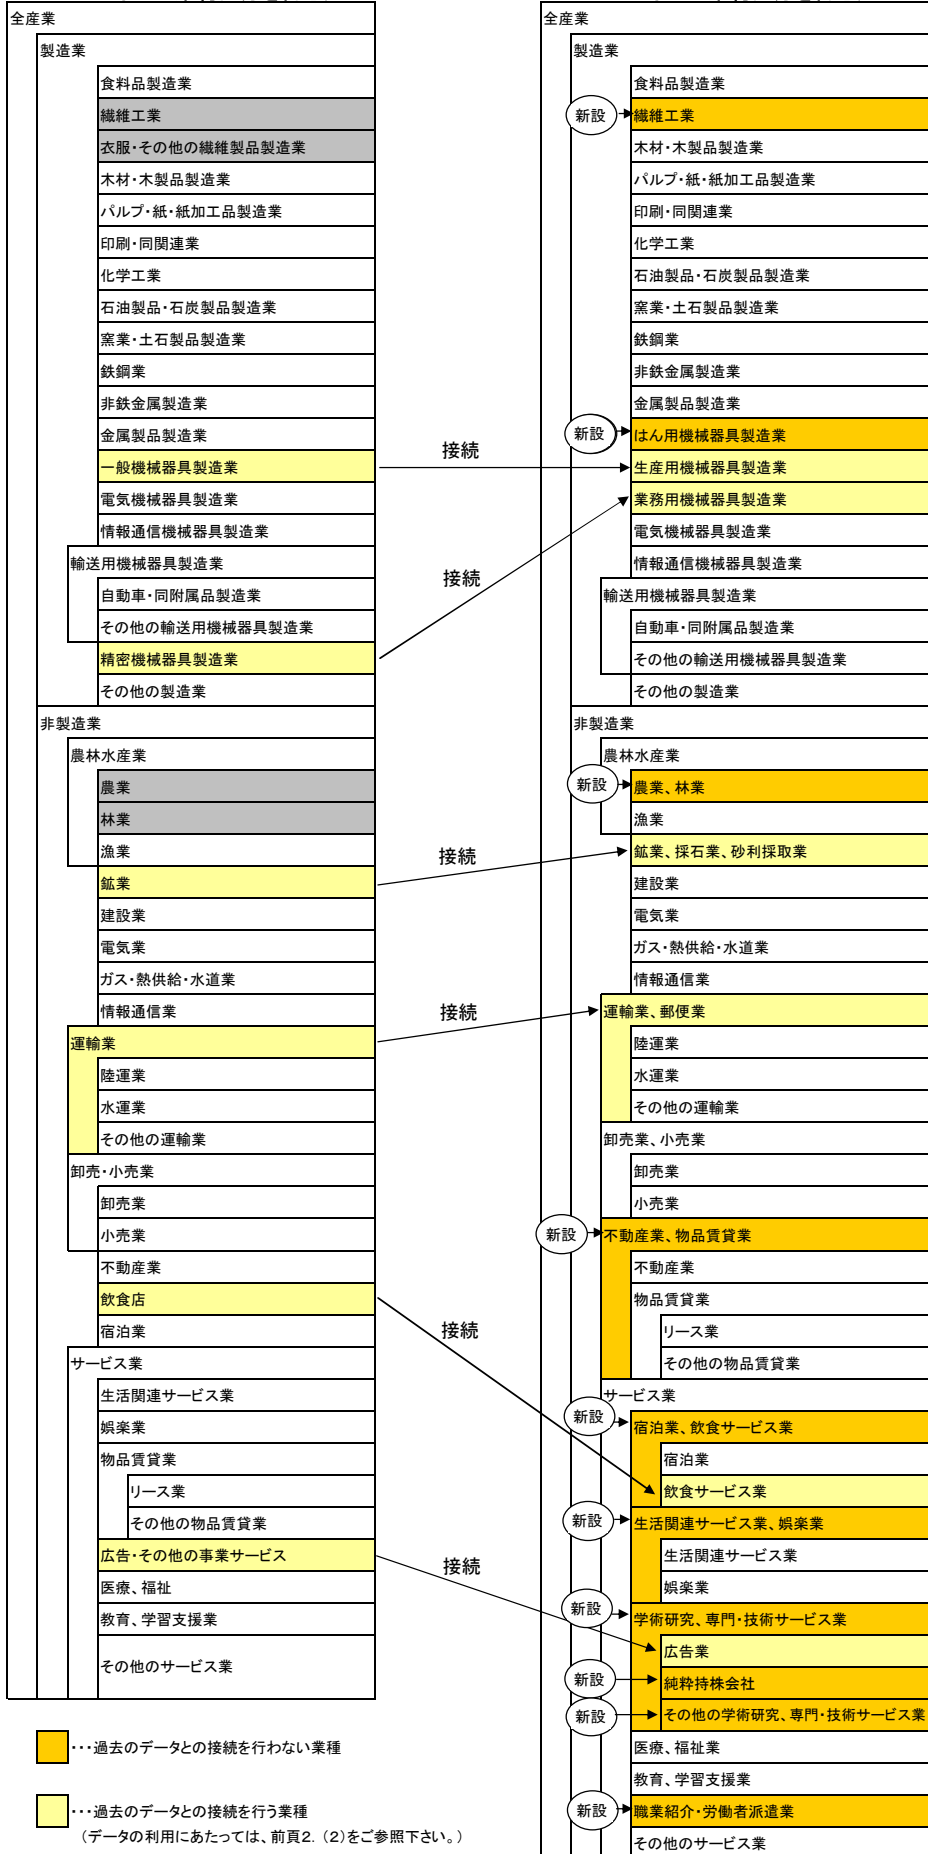 全産業
製造業
食料品製造業
繊維工業
衣服・その他の繊維製品製造業
木材・木製品製造業
パルプ・紙・紙加工品製造業
印刷・同関連業
化学工業
石油製品・石炭製品製造業
窯業・土石製品製造業
鉄鋼業
非鉄金属製造業
金属製品製造業
一般機械器具製造業
電気機械器具製造業
情報通信機械器具製造業
輸送用機械器具製造業
自動車・同附属品製造業
その他の輸送用機械器具製造業
精密機械器具製造業
その他の製造業
非製造業
農林水産業
農業
林業
漁業
鉱業
建設業
電気業
ガス・熱供給・水道業
情報通信業
運輸業
陸運業
水運業
その他の運輸業
卸売・小売業
卸売業
小売業
不動産業
飲食店
宿泊業
サービス業
生活関連サービス業
娯楽業
物品賃貸業
リース業
その他の物品賃貸業
広告・その他の事業サービス
医療、福祉
教育、学習支援業
その他のサービス業
接続
接続
接続
接続
接続
接続
全産業
製造業
食料品製造業
新設
繊維工業
木材・木製品製造業
パルプ・紙・紙加工品製造業
印刷・同関連業
化学工業
石油製品・石炭製品製造業
窯業・土石製品製造業
鉄鋼業
非鉄金属製造業
金属製品製造業
新設
はん用機械器具製造業
生産用機械器具製造業
業務用機械器具製造業
電気機械器具製造業
情報通信機械器具製造業
輸送用機械器具製造業
自動車・同附属品製造業
その他の輸送用機械器具製造業
その他の製造業
非製造業
農林水産業
新設
農業、林業
漁業
鉱業、採石業、砂利採取業
建設業
電気業
ガス・熱供給・水道業
情報通信業
運輸業、郵便業
陸運業
水運業
その他の運輸業
卸売業、小売業
卸売業
小売業
新設
不動産業、物品賃貸業
不動産業
物品賃貸業
リース業
その他の物品賃貸業
サービス業
新設
宿泊業、飲食サービス業
宿泊業
飲食サービス業
新設
生活関連サービス業、娯楽業
生活関連サービス業
娯楽業
新設
学術研究、専門・技術サービス業
広告業
新設
純粋持株会社
新設
その他の学術研究、専門・技術サービス業
医療、福祉業
教育、学習支援業
新設
職業紹介・労働者派遣業
その他のサービス業
・・・過去のデータとの接続を行わない業種
・・・過去のデータとの接続を行う業種
（データの利用にあたっては、前頁２．（２）をご参照下さい。）